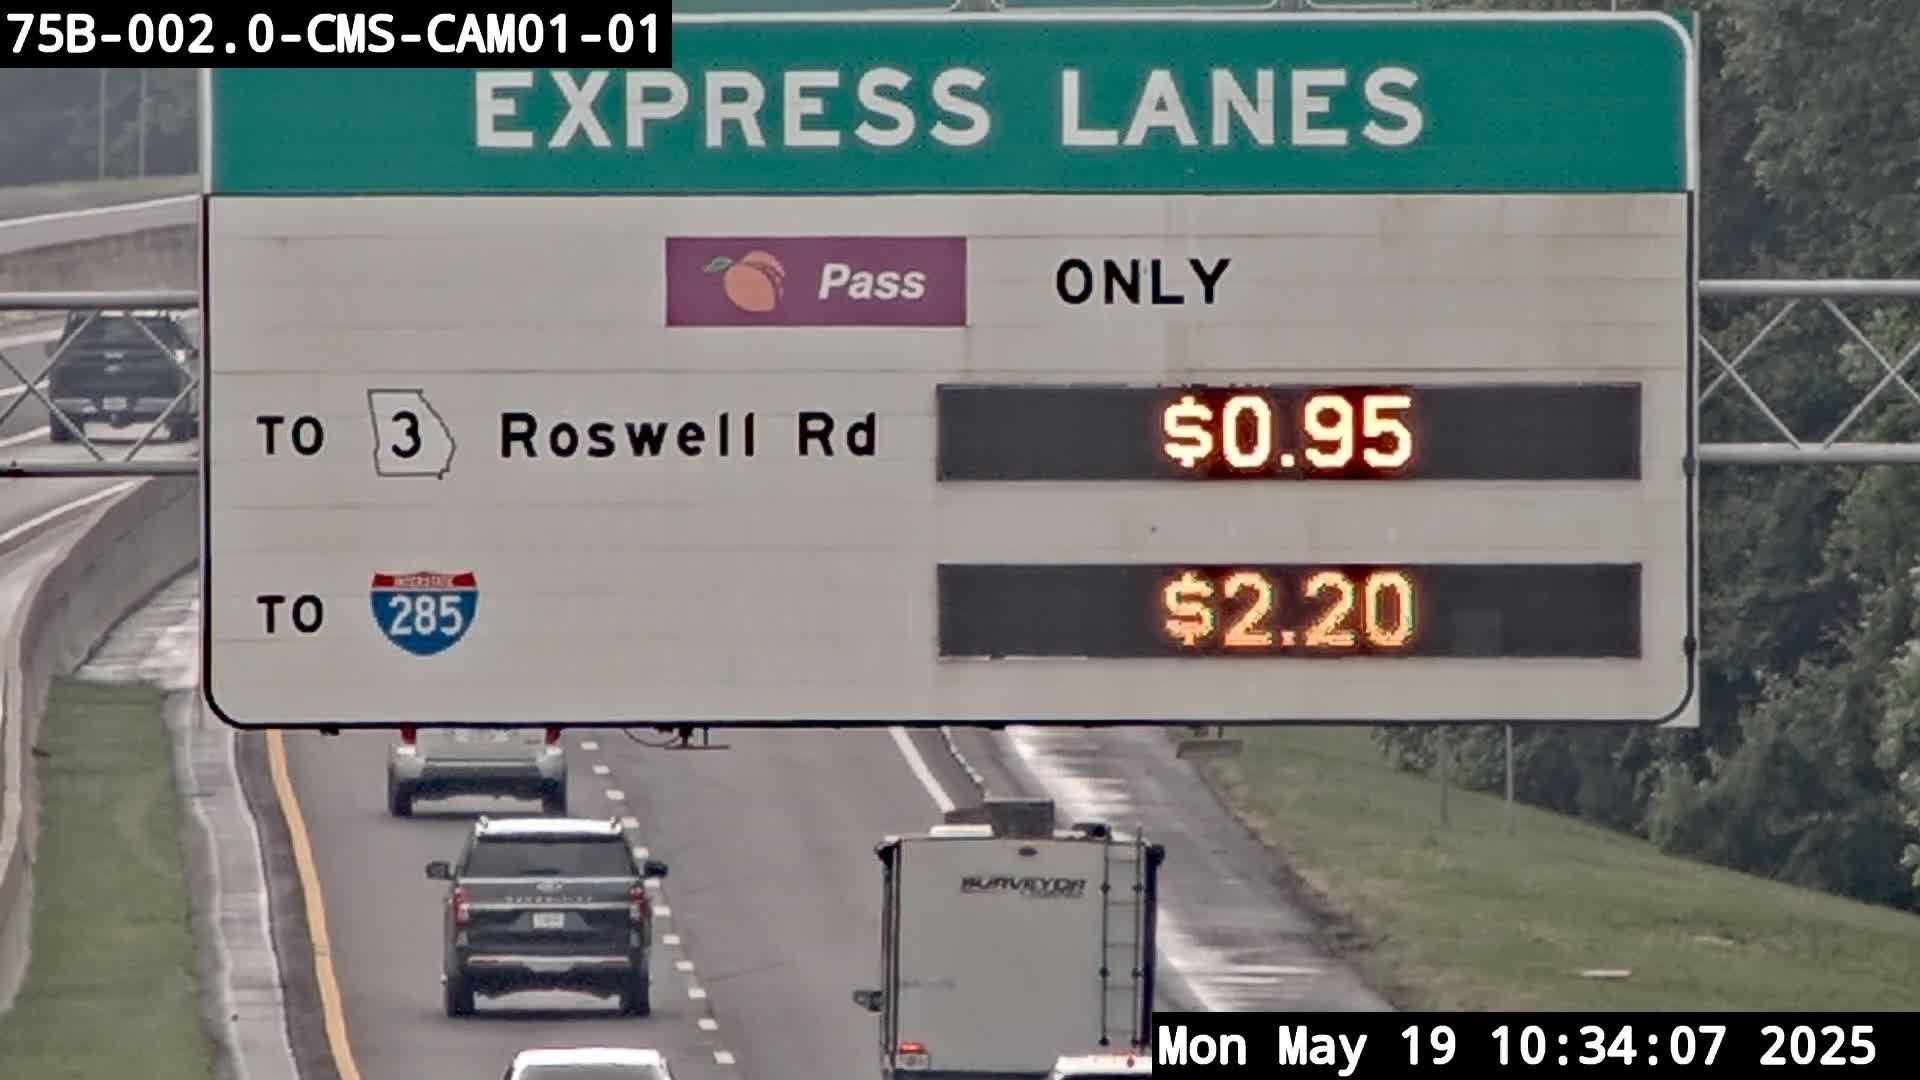 75B-002.0-CMS-CAM01-01
EXPRESS LANES
Pass ONLY
TO 3 Roswell Rd $0.95
INTERSTATE
TO 285 $2.20
SURVEYOR
Mon May 19 10:34:07 2025